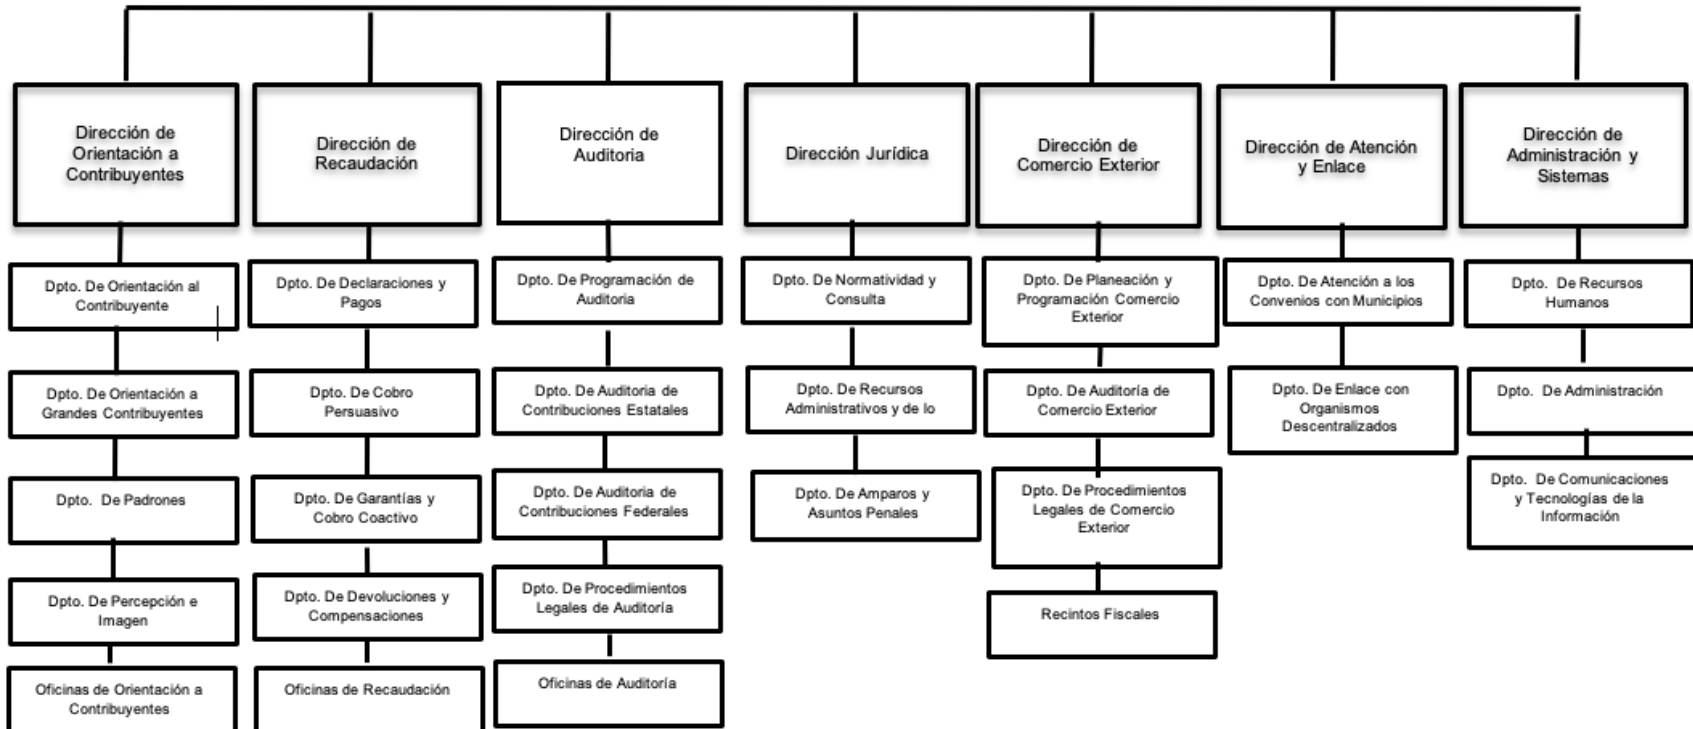 Dirección de
Orientación a
Contribuyentes
Dpto. De Orientación al
Contribuyente
Dpto. De Orientación a
Grandes Contribuyentes
Dpto. De Padrones
Dpto. De Percepción e
Imagen
Oficinas de Orientación a
Contribuyentes
Dirección de
Recaudación
Dpto. De Declaraciones y
Pagos
Dpto. De Cobro
Persuasivo
Dpto. De Garantías y
Cobro Coactivo
Dpto. De Devoluciones y
Compensaciones
Oficinas de Recaudación
Dirección de
Auditoria
Dpto. De Programación de
Auditoria
Dpto. De Auditoria de
Contribuciones Estatales
Dpto. De Auditoria de
Contribuciones Federales
Dpto. De Procedimientos
Legales de Auditoría
Oficinas de Auditoría
Dirección Jurídica
Dpto. De Normatividad y
Consulta
Dpto. De Recursos
Administrativos y de lo
Dpto. De Amparos y
Asuntos Penales
Dirección de
Comercio Exterior
Dpto. De Planeación y
Programación Comercio
Exterior
Dpto. De Auditoría de
Comercio Exterior
Dpto. De Procedimientos
Legales de Comercio
Exterior
Recintos Fiscales
Dirección de Atención
y Enlace
Dpto. De Atención a los
Convenios con Municipios
Dpto. De Enlace con
Organismos
Descentralizados
Dirección de
Administración y
Sistemas
Dpto. De Recursos
Humanos
Dpto. De Administración
Dpto. De Comunicaciones
y Tecnologías de la
Información